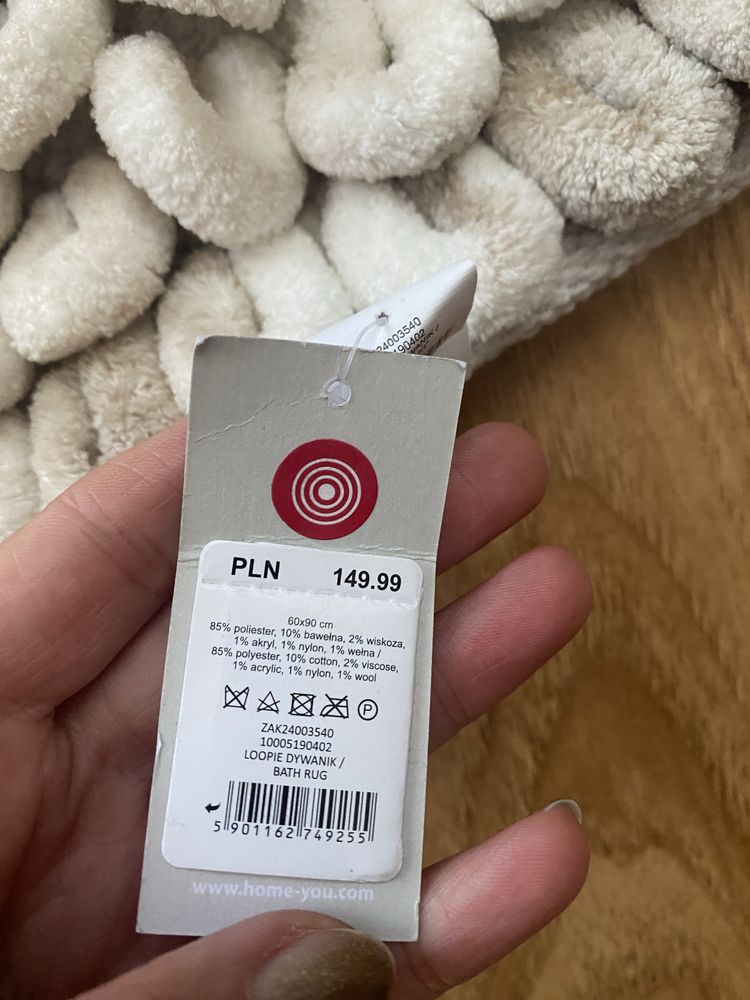 24003540
190402
PLN 149.99
60x90 cm
85% poliester, 10% bawełna, 2% wiskoza,
1% akryl, 1% nylon, 1% wełna /
85% polyester, 10% cotton, 2% viscose,
1% acrylic, 1% nylon, 1% wool
P
ZAK24003540
10005190402
LOOPIE DYWANIK /
BATH RUG
5 901162 749255
www.home-you.com